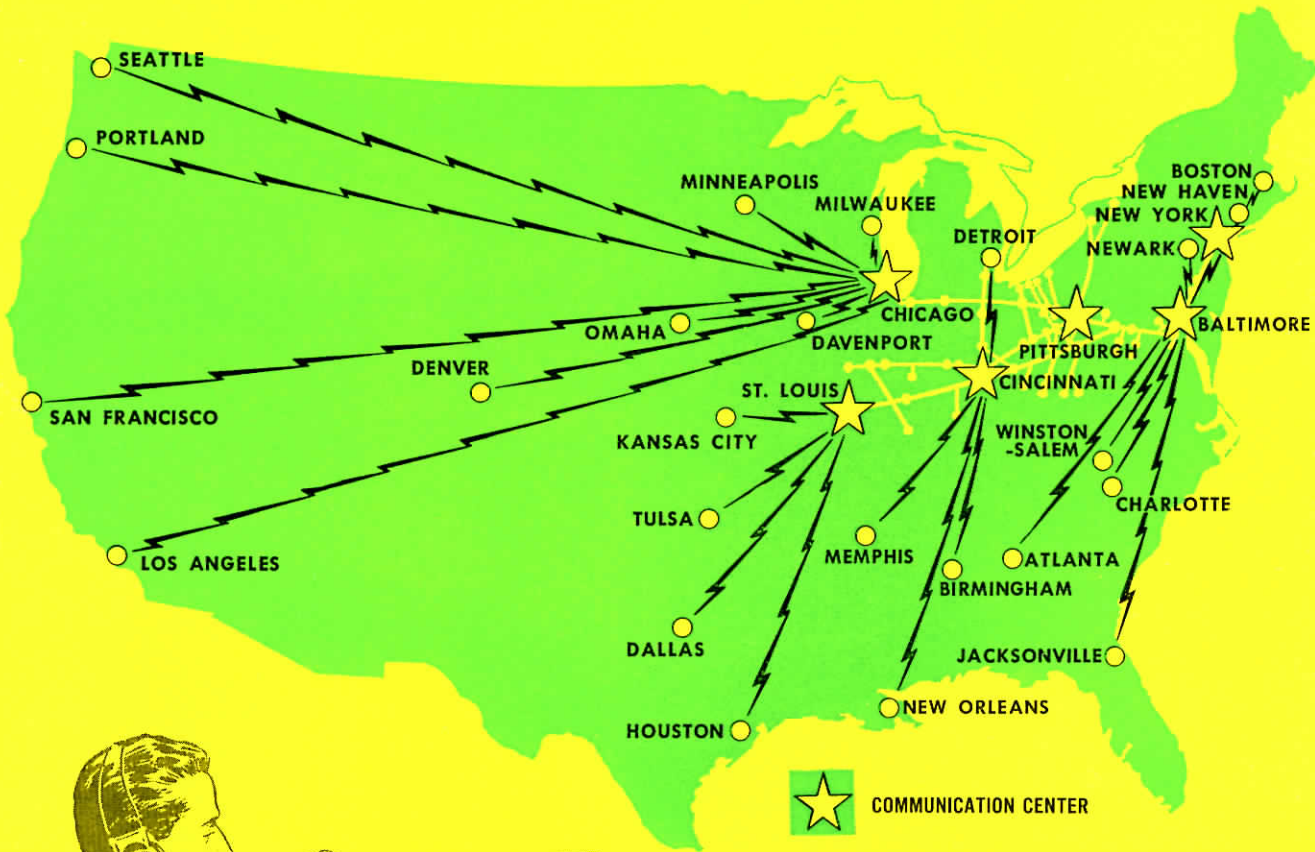 SEATTLE
PORTLAND
MINNEAPOLIS
MILWAUKEE
DETROIT
BOSTON
NEW HAVEN
NEW YORK
NEWARK
CHICAGO
OMAHA
DAVENPORT
PITTSBURGH
BALTIMORE
DENVER
CINCINNATI
SAN FRANCISCO
ST. LOUIS
KANSAS CITY
WINSTON
-SALEM
CHARLOTTE
TULSA
LOS ANGELES
MEMPHIS
ATLANTA
BIRMINGHAM
DALLAS
JACKSONVILLE
NEW ORLEANS
HOUSTON
COMMUNICATION CENTER